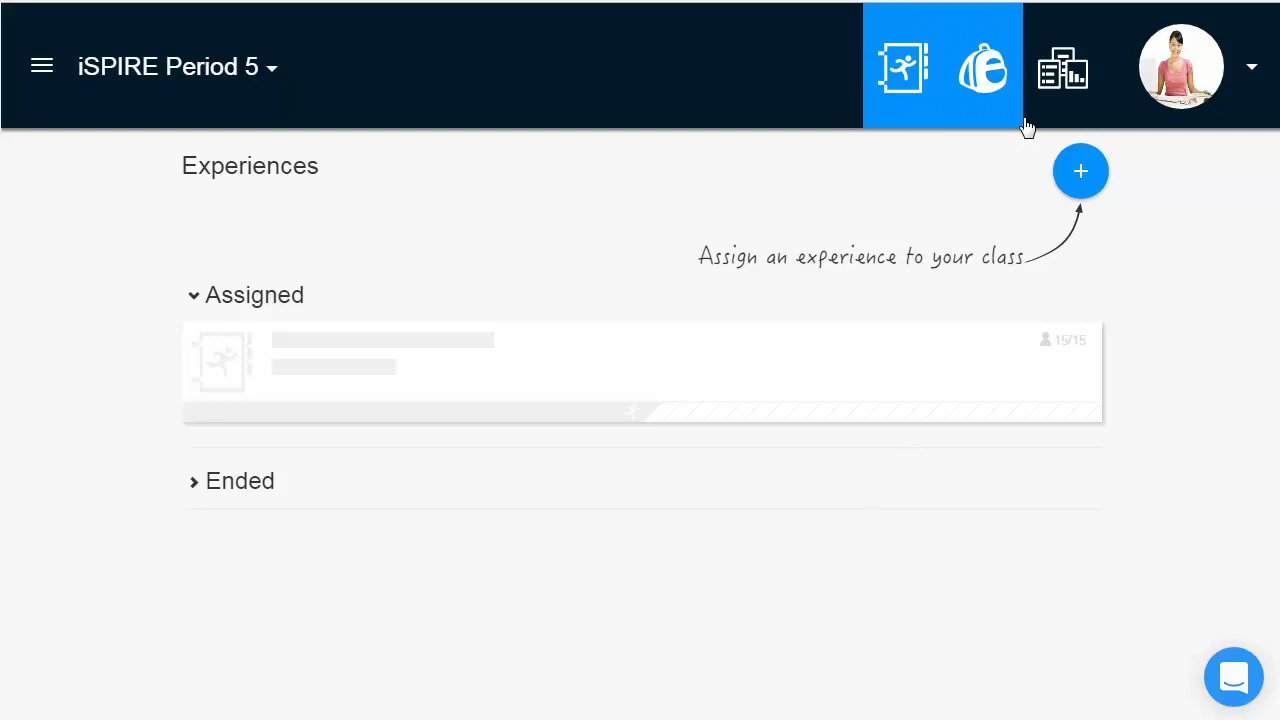 iSPIRE Period 5
Experiences
+
Assign an experience to your class
Assigned
15/15
Ended